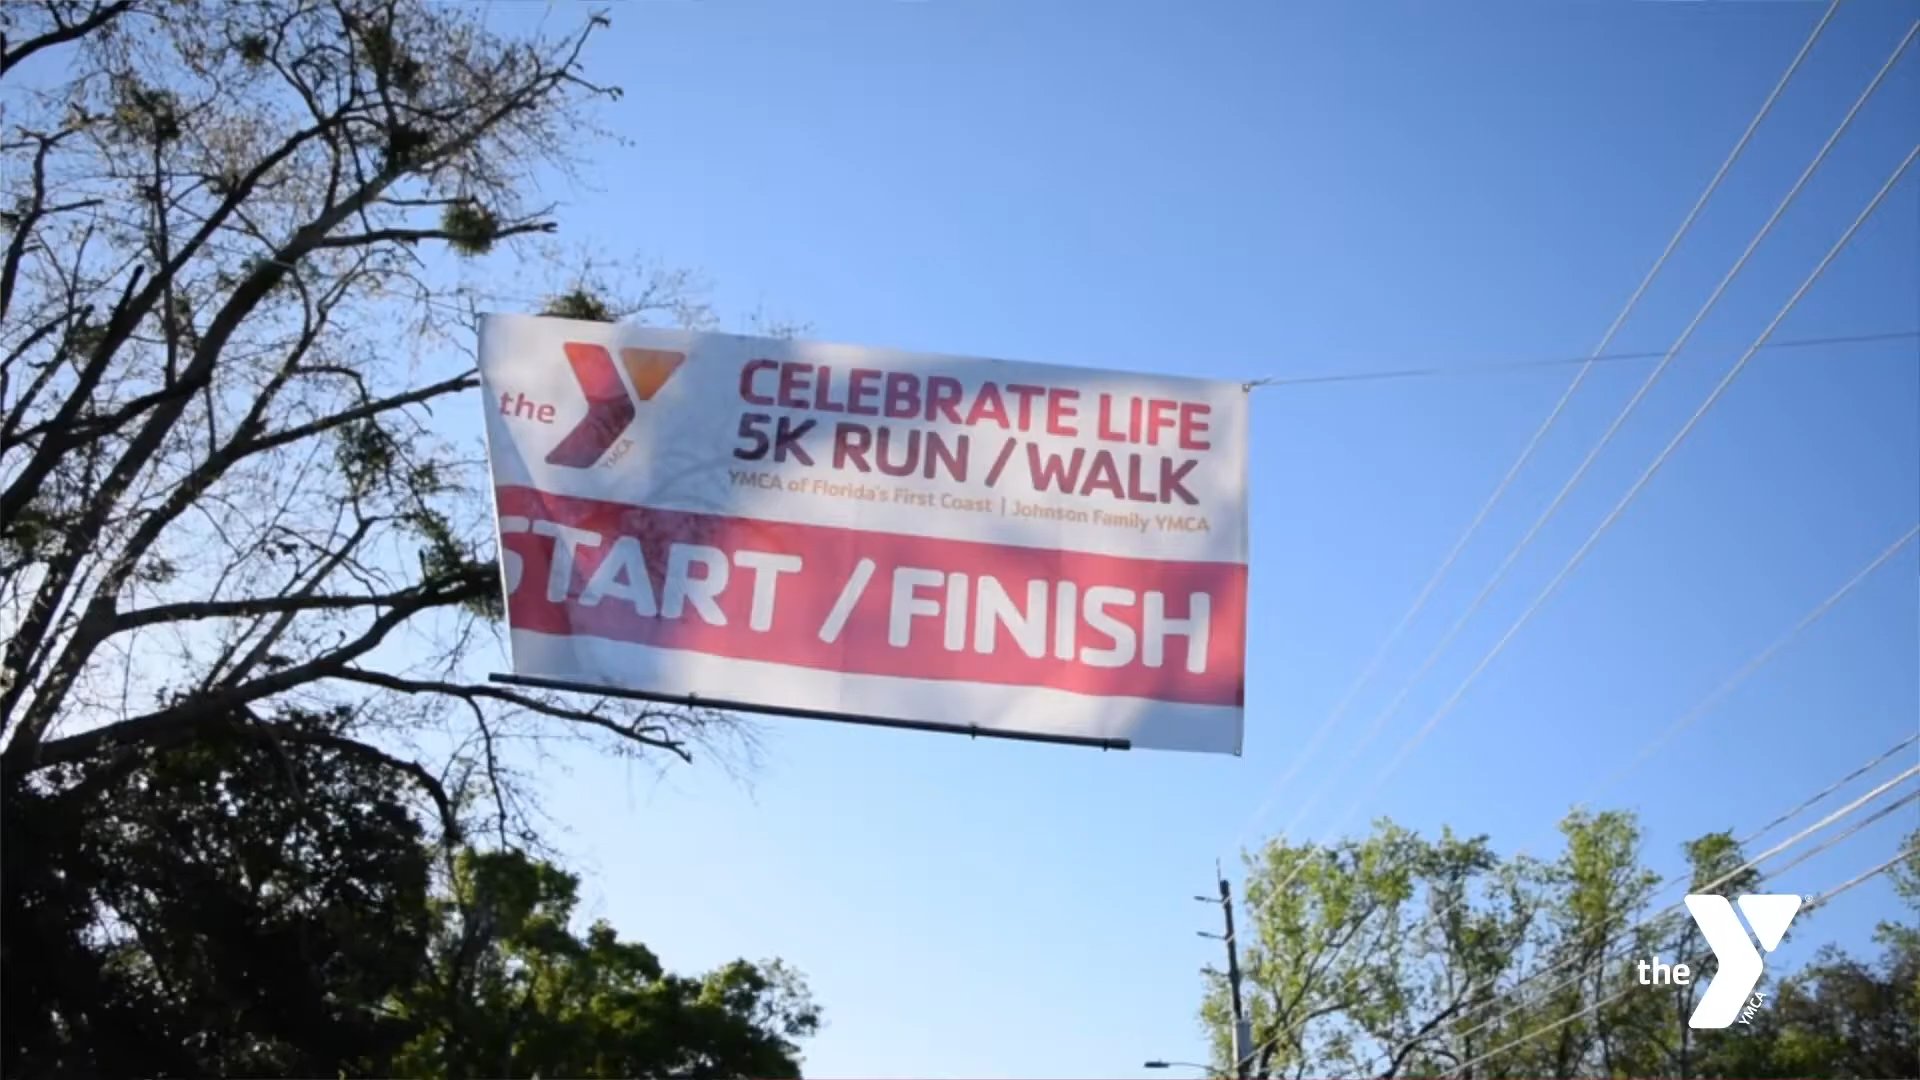 the Y YMCA
CELEBRATE LIFE
5K RUN / WALK
YMCA of Florida's First Coast | Johnson Family YMCA
START / FINISH
the Y YMCA